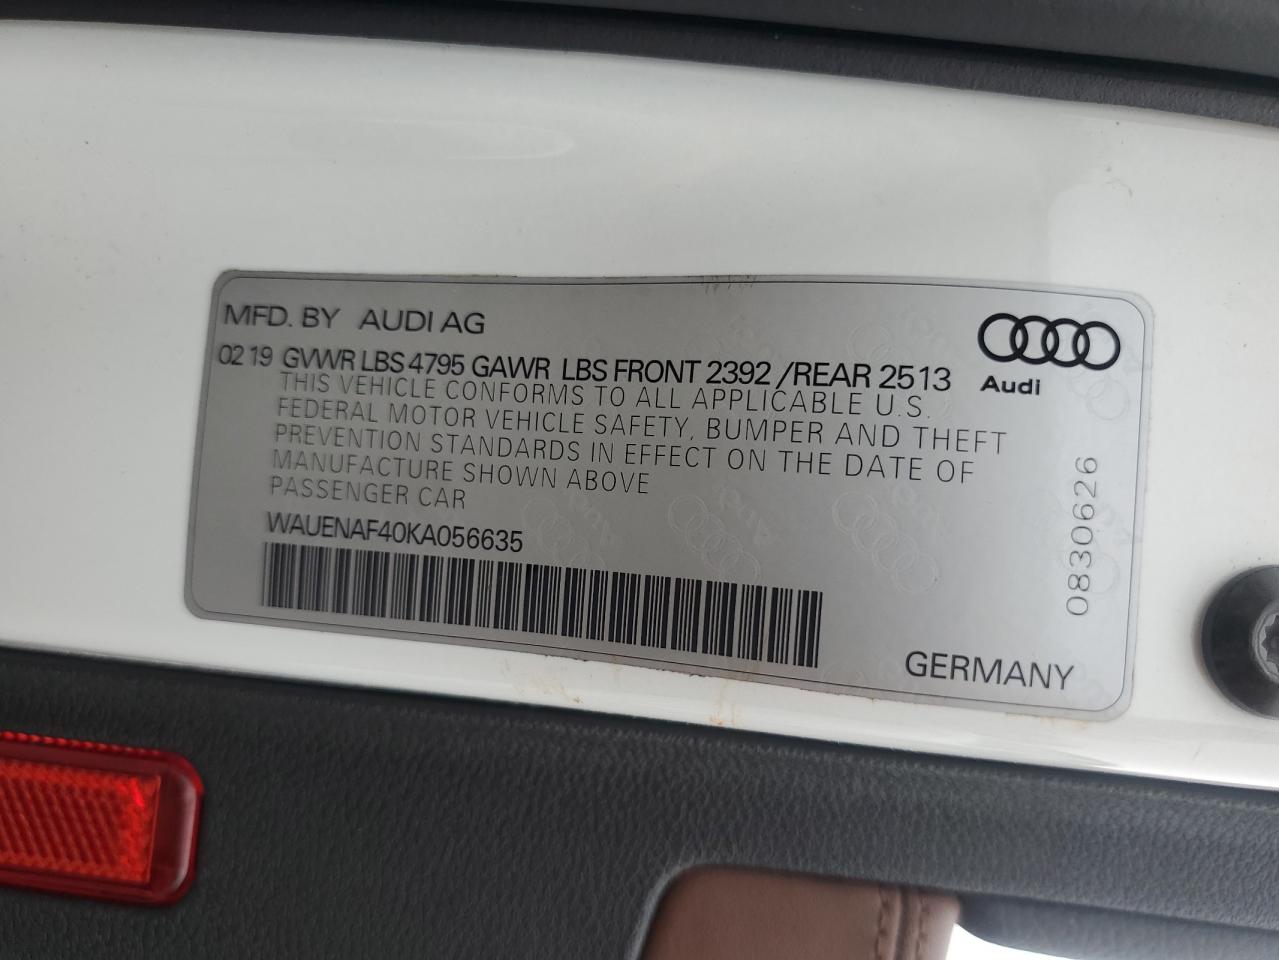 MFD. BY AUDI AG
02 19 GVWR LBS 4795 GAWR LBS FRONT 2392 /REAR 2513
Audi
THIS VEHICLE CONFORMS TO ALL APPLICABLE U.S.
FEDERAL MOTOR VEHICLE SAFETY, BUMPER AND THEFT
PREVENTION STANDARDS IN EFFECT ON THE DATE OF
MANUFACTURE SHOWN ABOVE
PASSENGER CAR
WAUENAF40KA056635
0830626
GERMANY